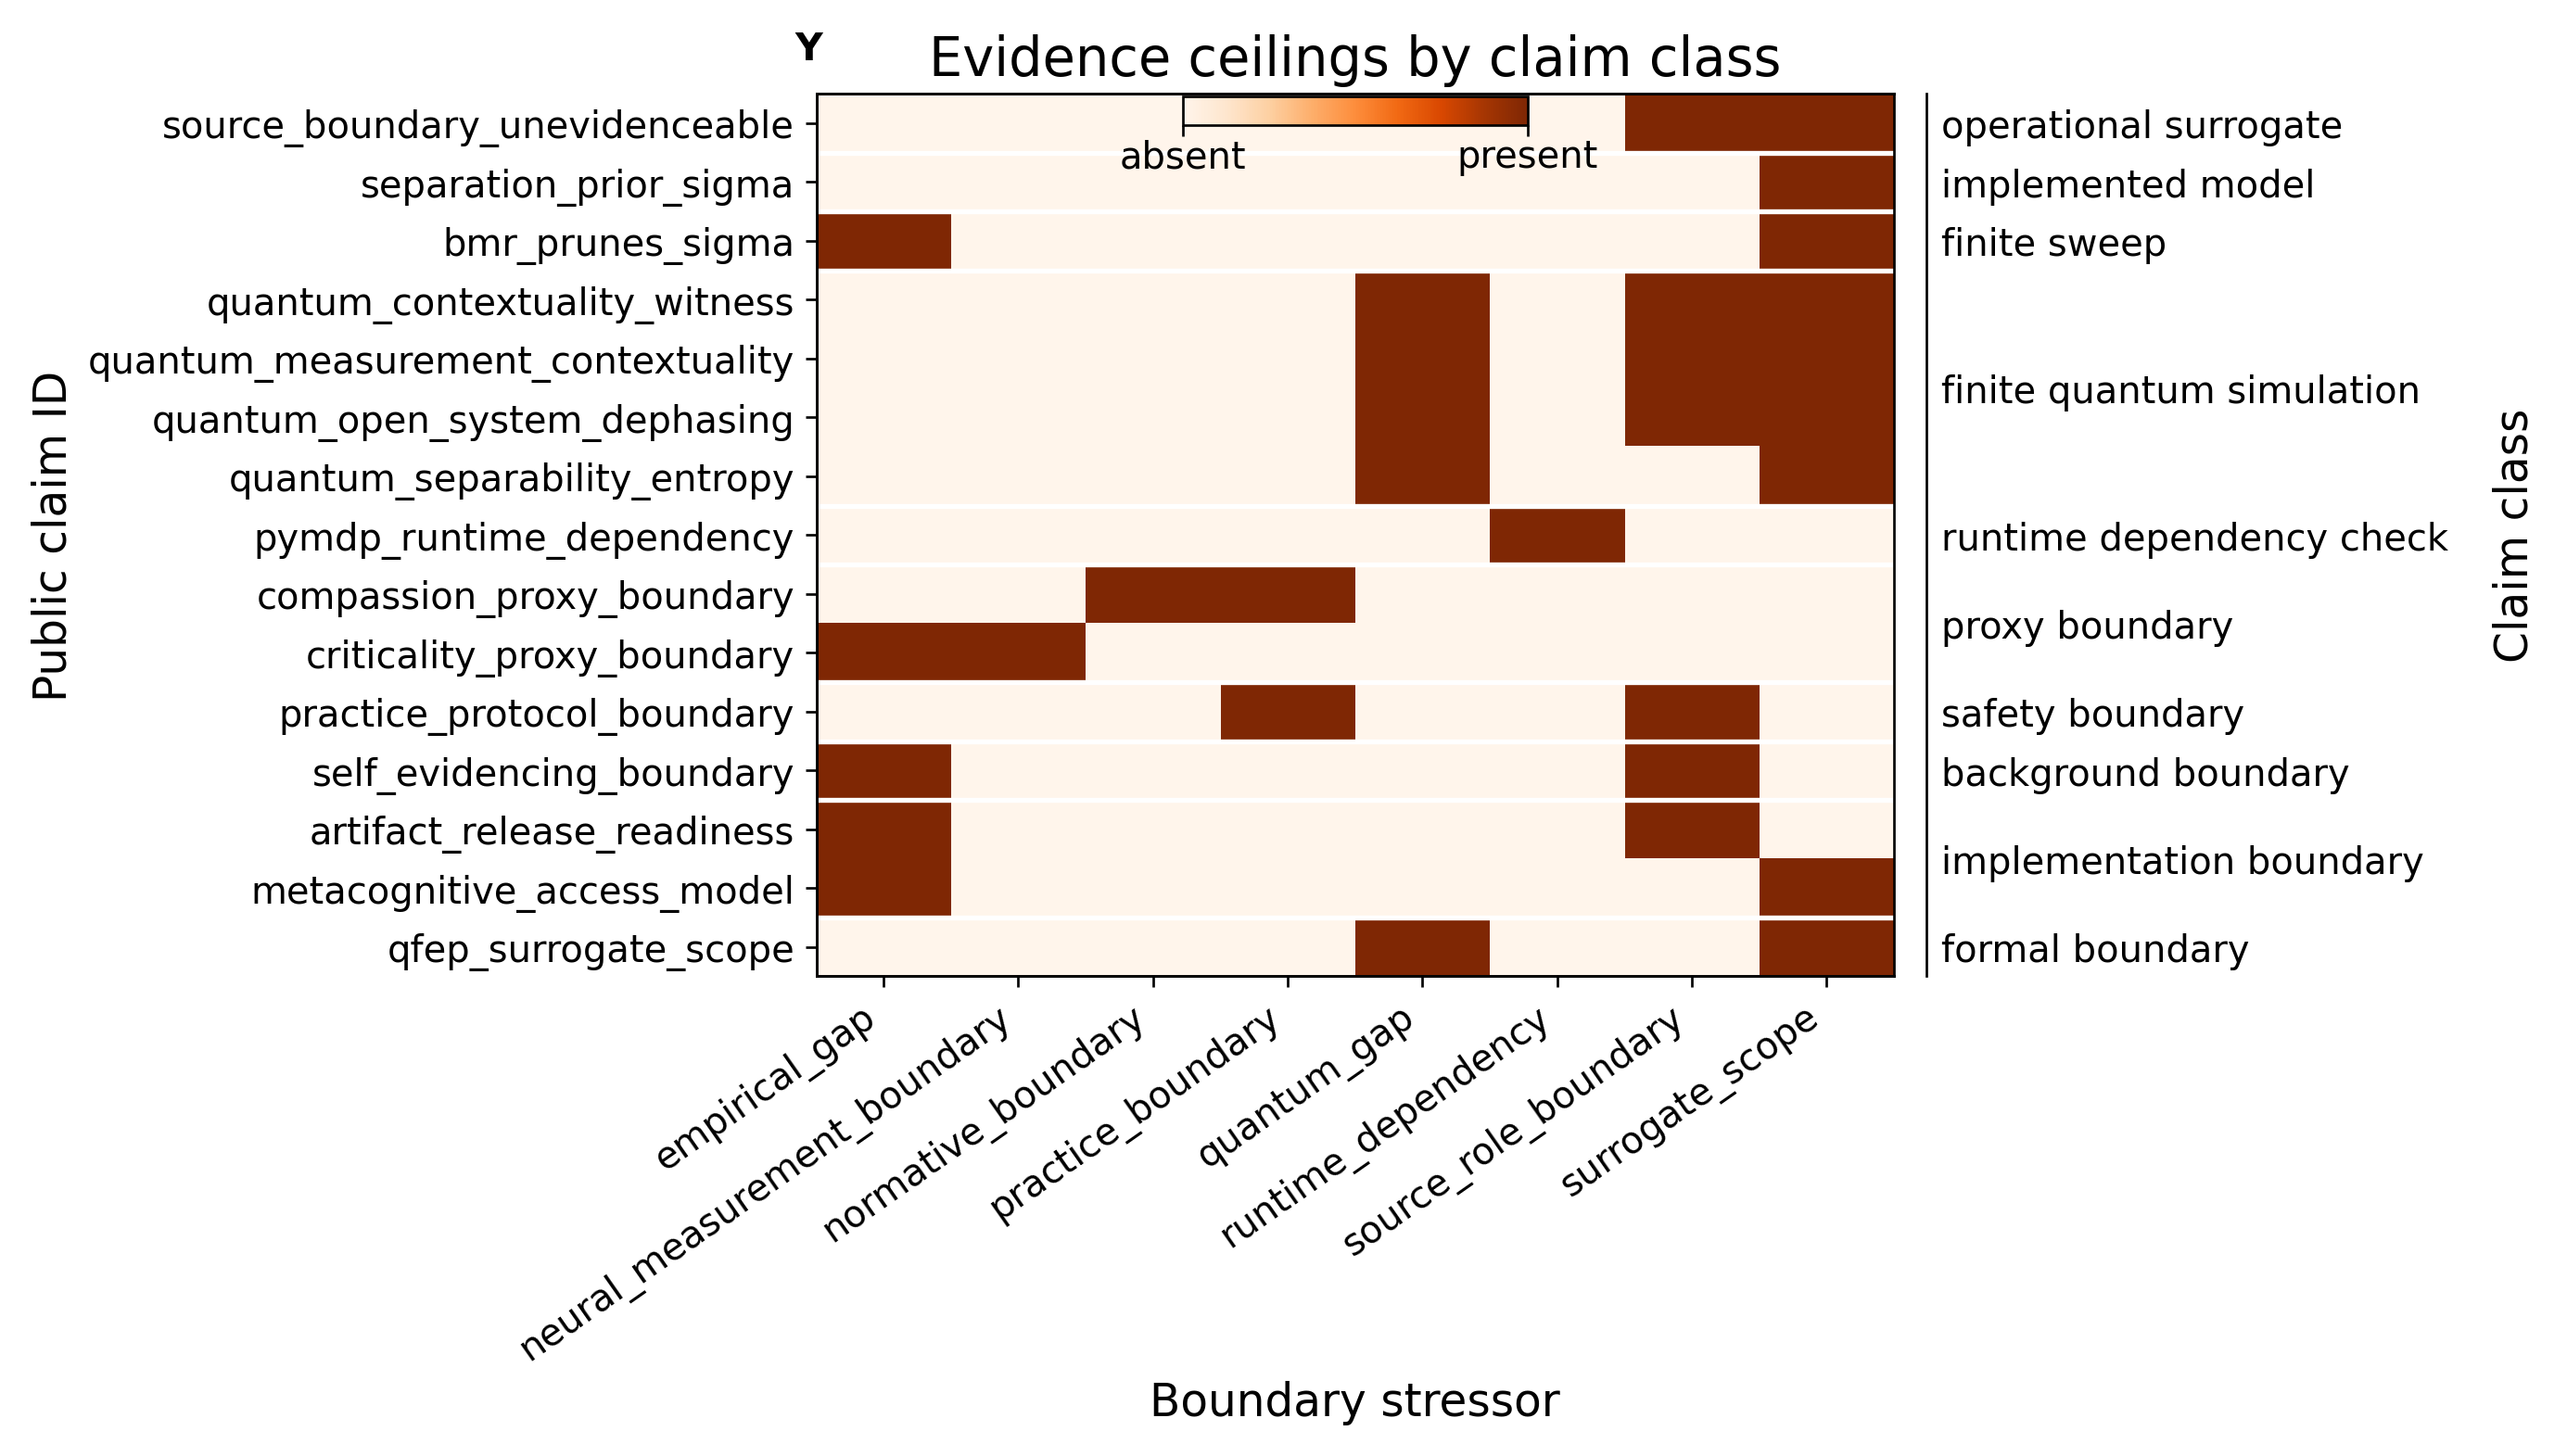 Y
Evidence ceilings by claim class
absent
present
Public claim ID
source_boundary_unevidenceable
separation_prior_sigma
bmr_prunes_sigma
quantum_contextuality_witness
quantum_measurement_contextuality
quantum_open_system_dephasing
quantum_separability_entropy
pymdp_runtime_dependency
compassion_proxy_boundary
criticality_proxy_boundary
practice_protocol_boundary
self_evidencing_boundary
artifact_release_readiness
metacognitive_access_model
qfep_surrogate_scope
operational surrogate
implemented model
finite sweep
finite quantum simulation
runtime dependency check
proxy boundary
safety boundary
background boundary
implementation boundary
formal boundary
Claim class
empirical_gap
neural_measurement_boundary
normative_boundary
practice_boundary
quantum_gap
runtime_dependency
source_role_boundary
surrogate_scope
Boundary stressor